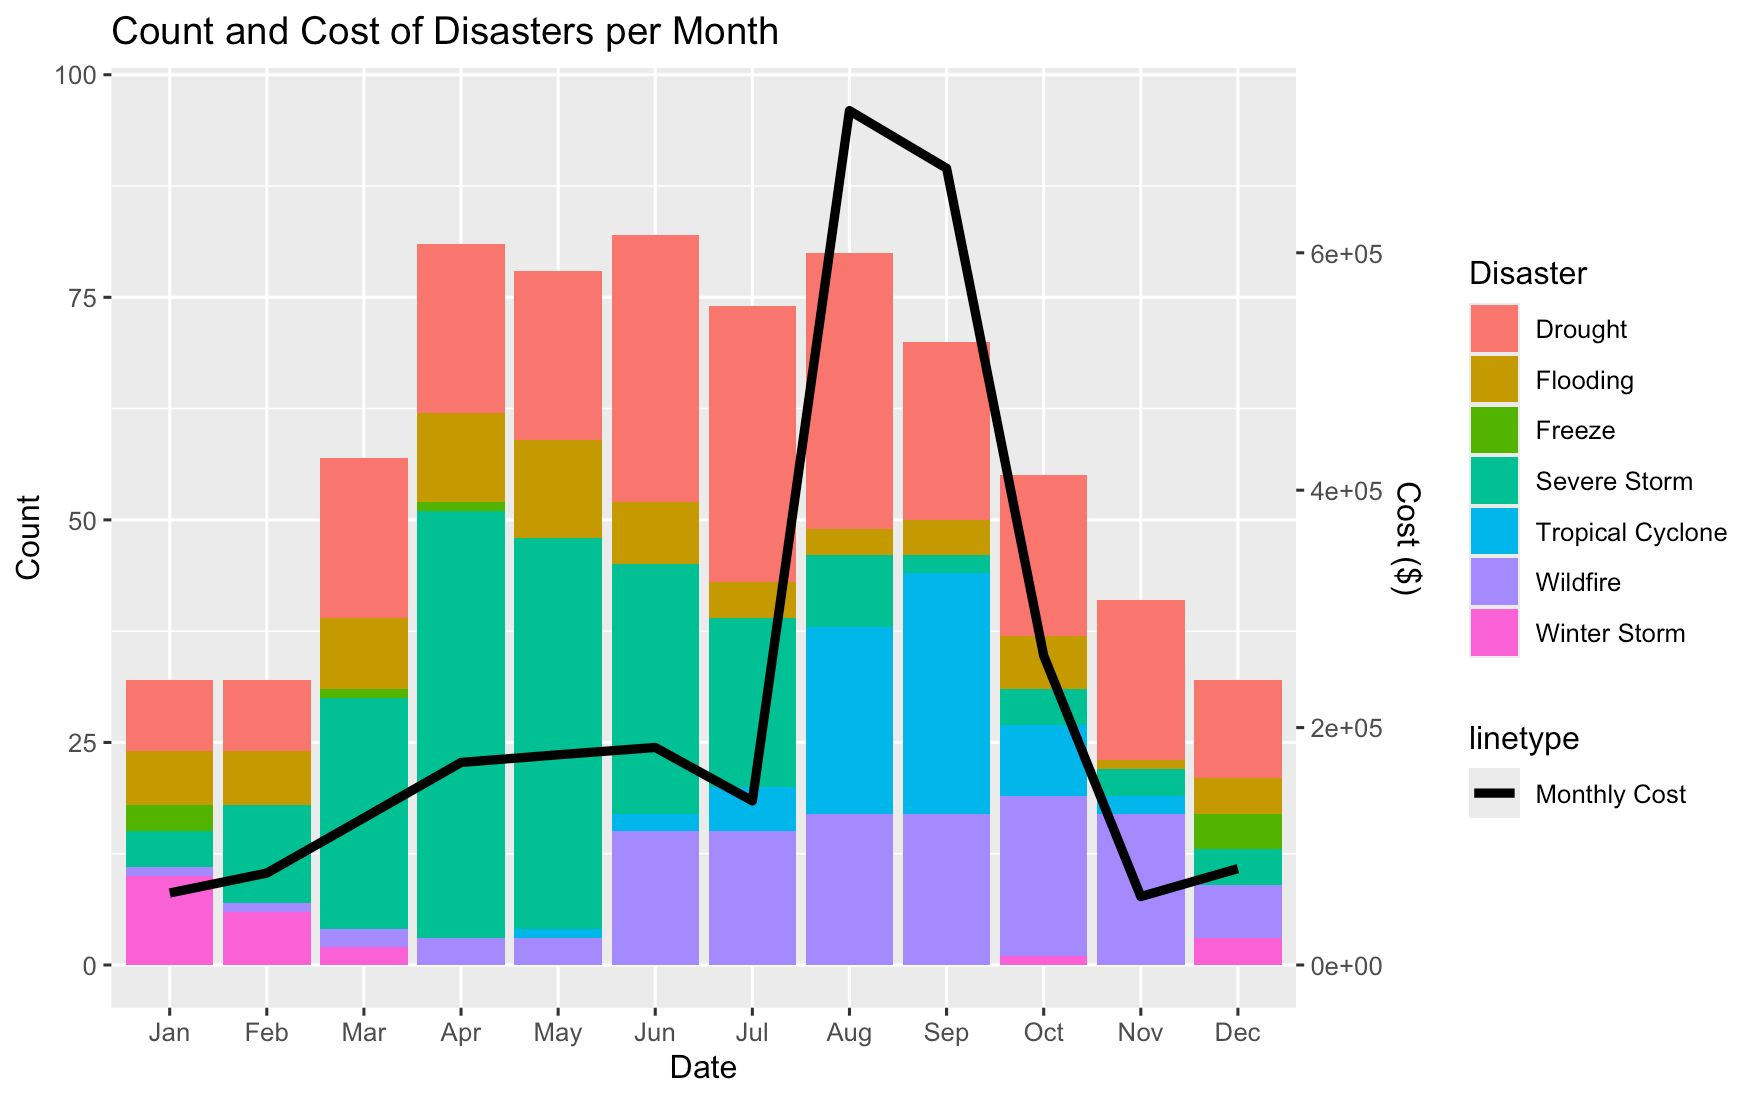 Count and Cost of Disasters per Month
100
75
50
25
0
Count
6e+05
4e+05
2e+05
0e+00
Cost ($)
Jan Feb Mar Apr May Jun Jul Aug Sep Oct Nov Dec
Date
Disaster
Drought
Flooding
Freeze
Severe Storm
Tropical Cyclone
Wildfire
Winter Storm
linetype
Monthly Cost